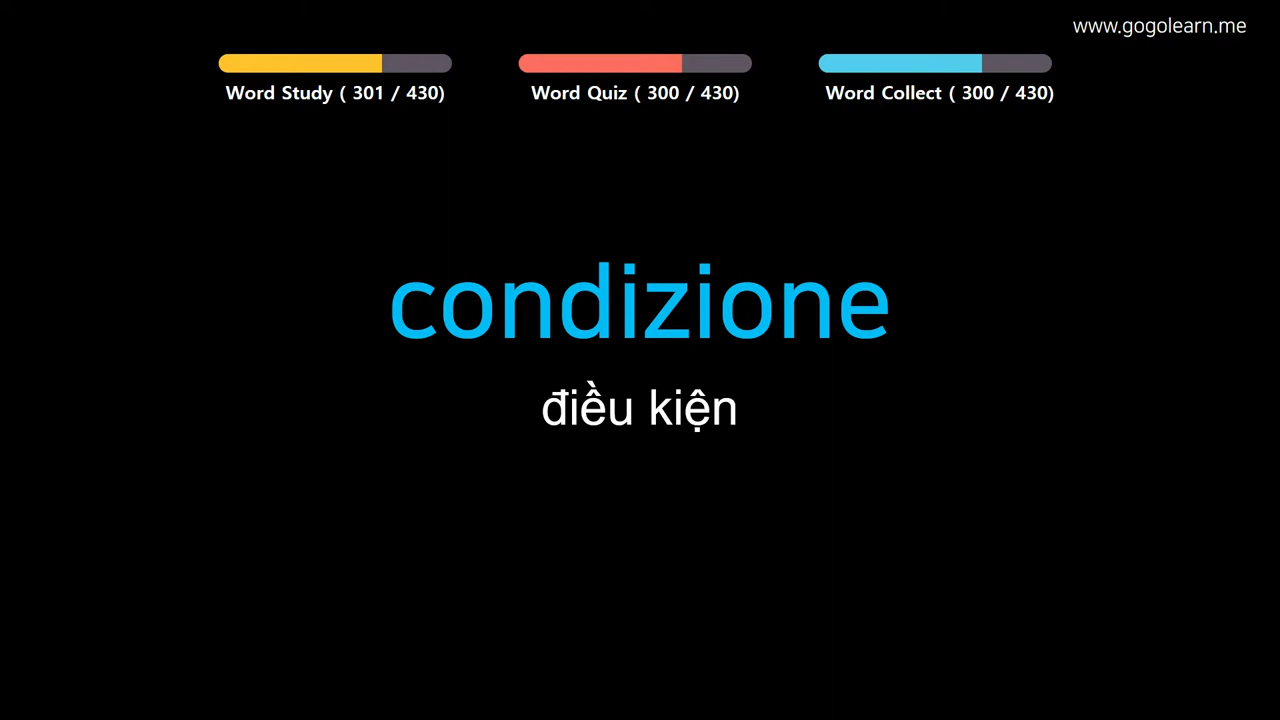 www.gogolearn.me
Word Study ( 301 / 430)
Word Quiz ( 300 / 430)
Word Collect ( 300 / 430)
condizione
điều kiện